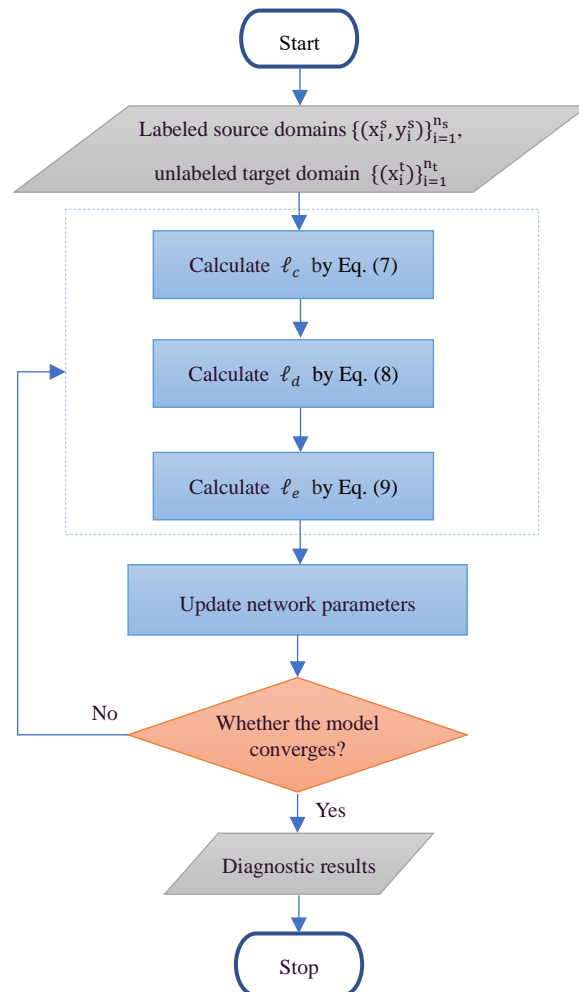 Start
Labeled source domains {(x_i^s, y_i^s)}_{i=1}^{n_s},
unlabeled target domain {(x_i^t)}_{i=1}^{n_t}
Calculate ℓ_c by Eq. (7)
Calculate ℓ_d by Eq. (8)
Calculate ℓ_e by Eq. (9)
Update network parameters
No
Whether the model
converges?
Yes
Diagnostic results
Stop